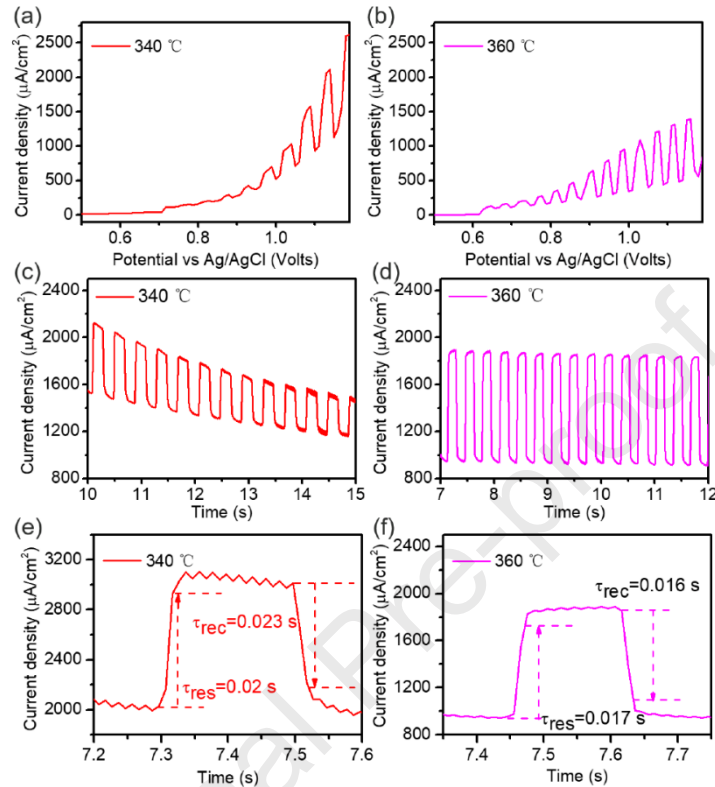 (a)
340 ℃
Current density (μA/cm²)
2500
2000
1500
1000
500
0
0.6
0.8
1.0
Potential vs Ag/AgCl (Volts)
(b)
360 ℃
Current density (μA/cm²)
2500
2000
1500
1000
500
0
0.6
0.8
1.0
Potential vs Ag/AgCl (Volts)
(c)
340 ℃
Current density (μA/cm²)
2400
2000
1600
1200
800
10
11
12
13
14
15
Time (s)
(d)
360 ℃
Current density (μA/cm²)
2400
2000
1600
1200
800
7
8
9
10
11
12
Time (s)
(e)
340 ℃
Current density (μA/cm²)
3200
2800
2400
2000
τrec=0.023 s
τres=0.02 s
7.2
7.3
7.4
7.5
7.6
Time (s)
(f)
360 ℃
Current density (μA/cm²)
2400
2000
1600
1200
800
τrec=0.016 s
τres=0.017 s
7.4
7.5
7.6
7.7
Time (s)
al Pre-proof